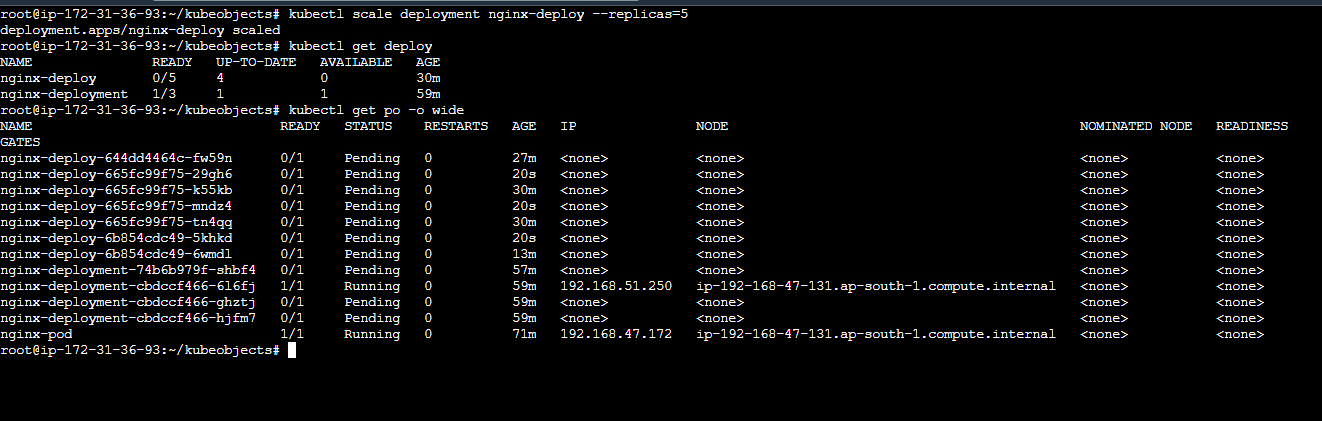 root@ip-172-31-36-93:~/kubeobjects# kubectl scale deployment nginx-deploy --replicas=5
deployment.apps/nginx-deploy scaled
root@ip-172-31-36-93:~/kubeobjects# kubectl get deploy
NAME               READY   UP-TO-DATE   AVAILABLE   AGE
nginx-deploy       0/5     4            0           30m
nginx-deployment   1/3     1            1           59m
root@ip-172-31-36-93:~/kubeobjects# kubectl get po -o wide
NAME                               READY   STATUS    RESTARTS   AGE   IP               NODE                                            NOMINATED NODE   READINESS
GATES
nginx-deploy-644dd4464c-fw59n      0/1     Pending   0          27m   <none>           <none>                                          <none>           <none>
nginx-deploy-665fc99f75-29gh6      0/1     Pending   0          20s   <none>           <none>                                          <none>           <none>
nginx-deploy-665fc99f75-k55kb      0/1     Pending   0          30m   <none>           <none>                                          <none>           <none>
nginx-deploy-665fc99f75-mndz4      0/1     Pending   0          20s   <none>           <none>                                          <none>           <none>
nginx-deploy-665fc99f75-tn4qq      0/1     Pending   0          30m   <none>           <none>                                          <none>           <none>
nginx-deploy-6b854cdc49-5khkd      0/1     Pending   0          20s   <none>           <none>                                          <none>           <none>
nginx-deploy-6b854cdc49-6wmdl      0/1     Pending   0          13m   <none>           <none>                                          <none>           <none>
nginx-deployment-74b6b979f-shbf4   0/1     Pending   0          57m   <none>           <none>                                          <none>           <none>
nginx-deployment-cbdccf466-6l6fj   1/1     Running   0          59m   192.168.51.250   ip-192-168-47-131.ap-south-1.compute.internal   <none>           <none>
nginx-deployment-cbdccf466-ghztj   0/1     Pending   0          59m   <none>           <none>                                          <none>           <none>
nginx-deployment-cbdccf466-hjfm7   0/1     Pending   0          59m   <none>           <none>                                          <none>           <none>
nginx-pod                          1/1     Running   0          71m   192.168.47.172   ip-192-168-47-131.ap-south-1.compute.internal   <none>           <none>
root@ip-172-31-36-93:~/kubeobjects#